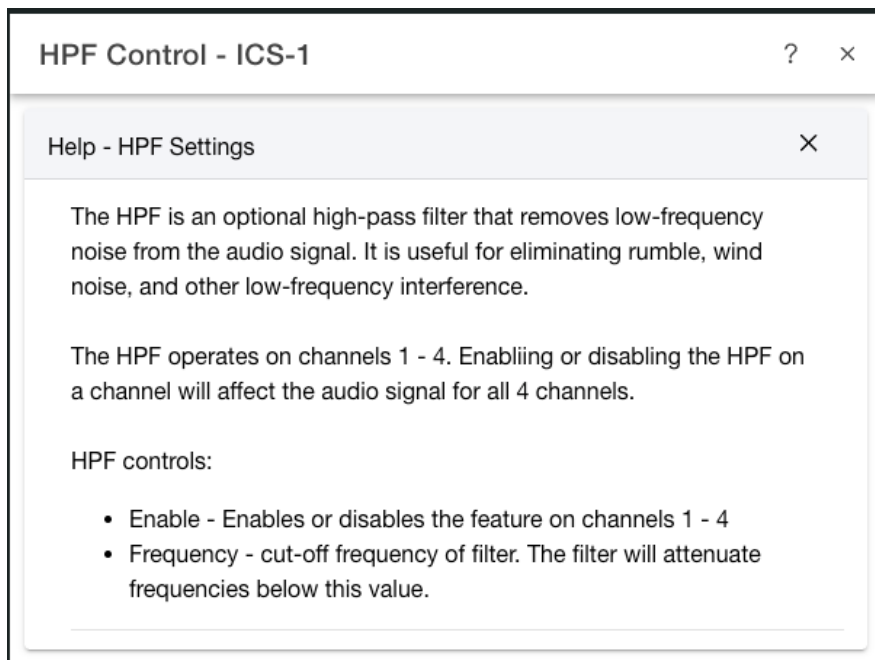 HPF Control - ICS-1 ? ×
Help - HPF Settings ×
The HPF is an optional high-pass filter that removes low-frequency
noise from the audio signal. It is useful for eliminating rumble, wind
noise, and other low-frequency interference.
The HPF operates on channels 1 - 4. Enabliing or disabling the HPF on
a channel will affect the audio signal for all 4 channels.
HPF controls:
• Enable - Enables or disables the feature on channels 1 - 4
• Frequency - cut-off frequency of filter. The filter will attenuate
frequencies below this value.